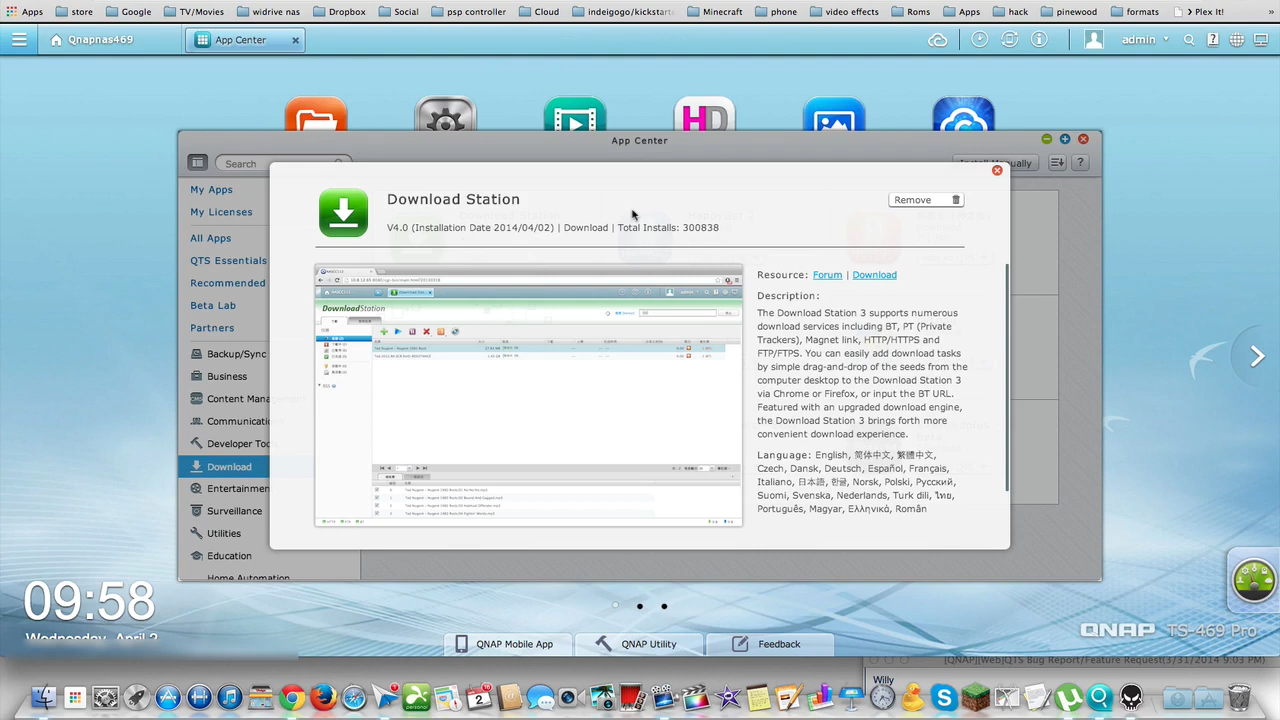 Apps store Google TV/Movies widrive nas Dropbox Social psp controller Cloud indeigogo/kickstart Minecraft phone video effects Roms Apps hack pinewood formats Plex It! »
Qnapnas469 App Center admin
HD
App Center
Search Install Manually
My Apps
My Licenses
All Apps
QTS Essentials
Recommended
Beta Lab
Partners
Backup/Sync
Business
Content Mana
Communicatio
Developer Too
Download
Entertainmen
Surveillance
Utilities
Education
Home Automation
Download Station
Remove
V4.0 (Installation Date 2014/04/02) | Download | Total Installs: 300838
DownloadStation
Resource: Forum | Download
Description:
The Download Station 3 supports numerous
download services including BT, PT (Private
Trackers), Magnet link, HTTP/HTTPS and
FTP/FTPS. You can easily add download tasks
by simple drag-and-drop of the seeds from the
computer desktop to the Download Station 3
via Chrome or Firefox, or input the BT URL.
Featured with an upgraded download engine,
the Download Station 3 brings forth more
convenient download experience.
Language: English, 简体中文, 繁體中文,
Czech, Dansk, Deutsch, Español, Français,
Italiano, 日本語, 한글, Norsk, Polski, Русский,
Suomi, Svenska, Nederlands, Turk dili, ไทย,
Português, Magyar, Ελληνικά, Român
09:58
Wednesday, April 2
QNAP TS-469 Pro
QNAP Mobile App QNAP Utility Feedback
[QNAP][Web]QTS Bug Report/Feature Request(3/31/2014 9:03 PM)
Willy